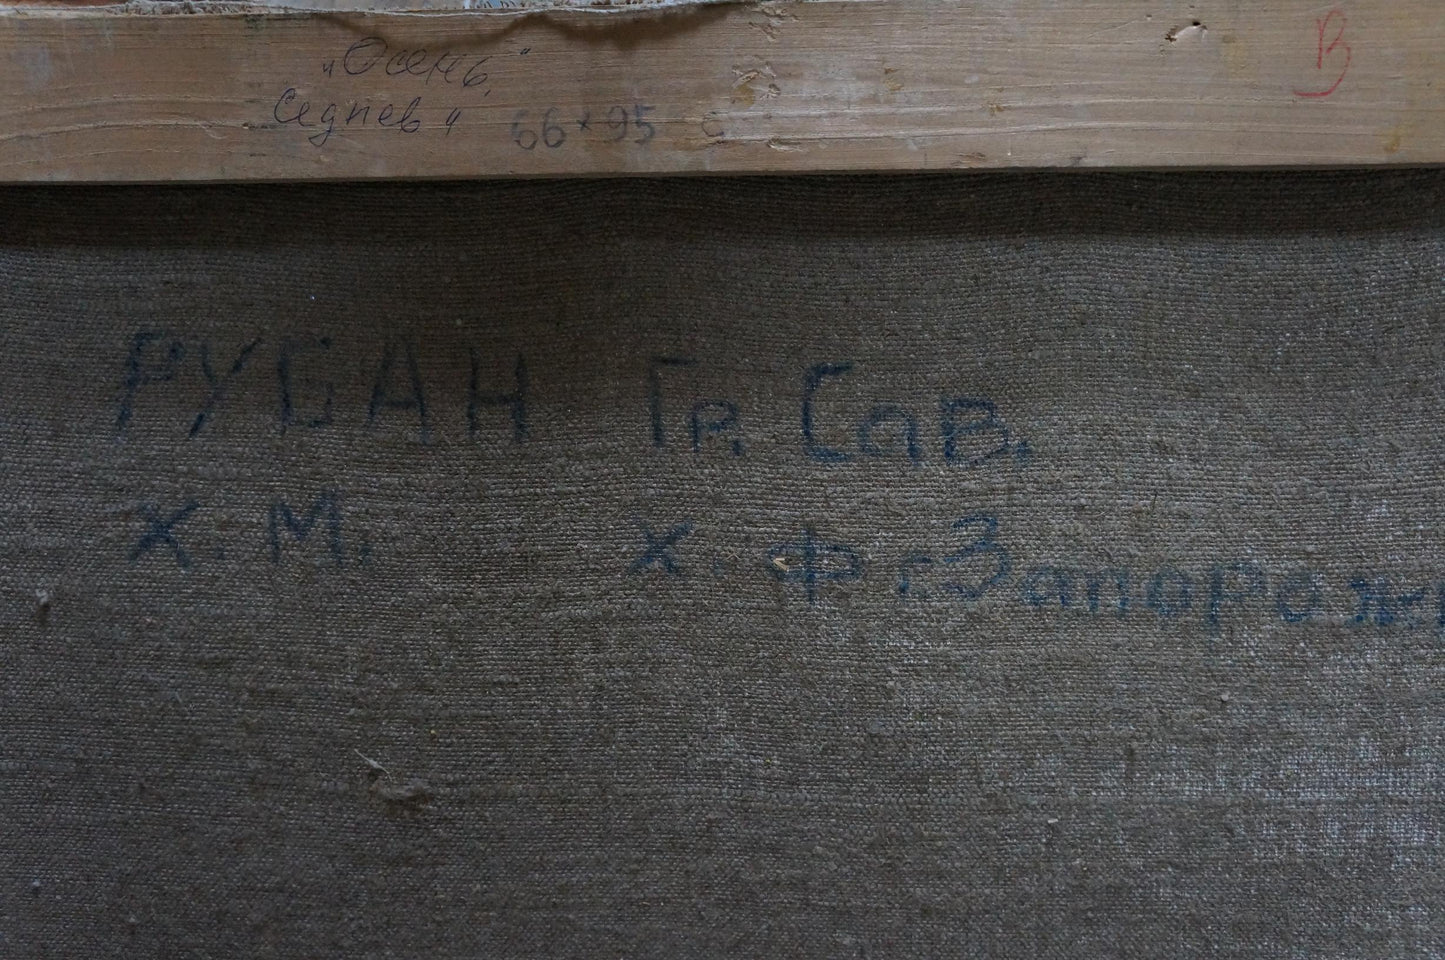 В
„Осень,"
Седнев"
66×95 с
РУБАН Гр. Сав.
Х. М. Х. Ф. г. Запорож